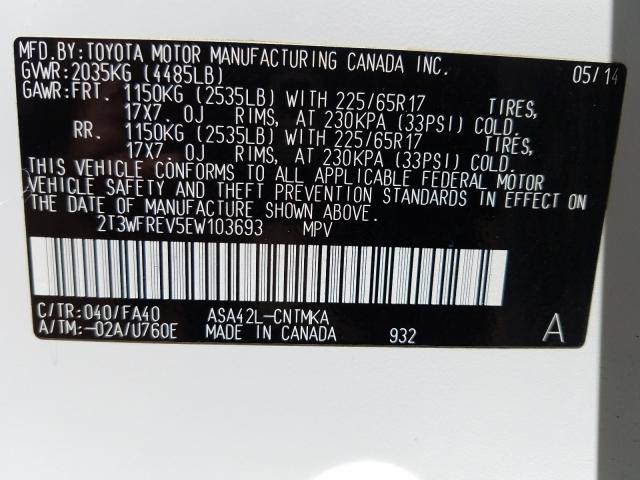 MFD.BY:TOYOTA MOTOR MANUFACTURING CANADA INC. 05/14
GVWR:2035KG (4485LB)
GAWR:FRT. 1150KG (2535LB) WITH 225/65R17 TIRES,
17X7.0J RIMS, AT 230KPA (33PSI) COLD.
RR. 1150KG (2535LB) WITH 225/65R17 TIRES,
17X7.0J RIMS, AT 230KPA (33PSI) COLD.
THIS VEHICLE CONFORMS TO ALL APPLICABLE FEDERAL MOTOR
VEHICLE SAFETY AND THEFT PREVENTION STANDARDS IN EFFECT ON
THE DATE OF MANUFACTURE SHOWN ABOVE.
2T3WFREV5EW103693 MPV
C/TR:040/FA40 ASA42L-CNTMKA
A/TM:-02A/U760E MADE IN CANADA 932 A